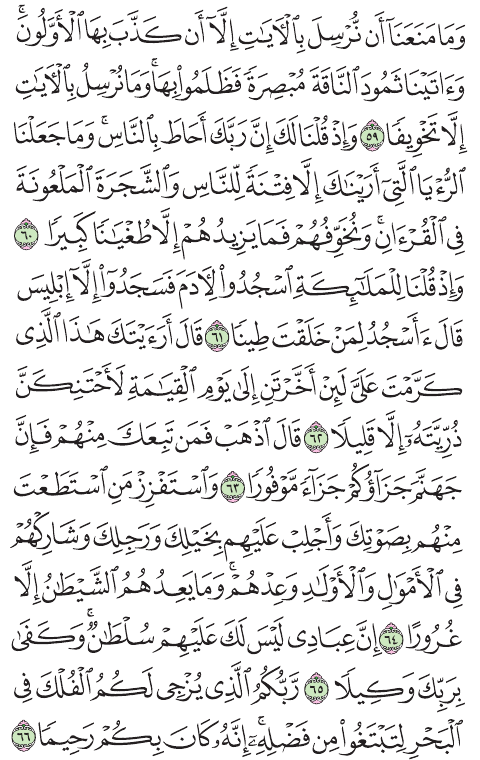 وَمَا مَنَعَنَآ أَن نُّرْسِلَ بِٱلْأٓيَٰتِ إِلَّآ أَن كَذَّبَ بِهَا ٱلْأَوَّلُونَۚ
وَءَاتَيْنَا ثَمُودَ ٱلنَّاقَةَ مُبْصِرَةً فَظَلَمُوا۟ بِهَاۚ وَمَا نُرْسِلُ بِٱلْأٓيَٰتِ
إِلَّا تَخْوِيفًا ٥٩ وَإِذْ قُلْنَا لَكَ إِنَّ رَبَّكَ أَحَاطَ بِٱلنَّاسِۚ وَمَا جَعَلْنَا
ٱلرُّءْيَا ٱلَّتِىٓ أَرَيْنَٰكَ إِلَّا فِتْنَةً لِّلنَّاسِ وَٱلشَّجَرَةَ ٱلْمَلْعُونَةَ
فِى ٱلْقُرْءَانِۚ وَنُخَوِّفُهُمْ فَمَا يَزِيدُهُمْ إِلَّا طُغْيَٰنًا كَبِيرًا ٦٠
وَإِذْ قُلْنَا لِلْمَلَٰٓئِكَةِ ٱسْجُدُوا۟ لِأٓدَمَ فَسَجَدُوٓا۟ إِلَّآ إِبْلِيسَ
قَالَ ءَأَسْجُدُ لِمَنْ خَلَقْتَ طِينًا ٦١ قَالَ أَرَءَيْتَكَ هَٰذَا ٱلَّذِى
كَرَّمْتَ عَلَىَّ لَئِنْ أَخَّرْتَنِ إِلَىٰ يَوْمِ ٱلْقِيَٰمَةِ لَأَحْتَنِكَنَّ
ذُرِّيَّتَهُۥٓ إِلَّا قَلِيلًا ٦٢ قَالَ ٱذْهَبْ فَمَن تَبِعَكَ مِنْهُمْ فَإِنَّ
جَهَنَّمَ جَزَآؤُكُمْ جَزَآءً مَّوْفُورًا ٦٣ وَٱسْتَفْزِزْ مَنِ ٱسْتَطَعْتَ
مِنْهُم بِصَوْتِكَ وَأَجْلِبْ عَلَيْهِم بِخَيْلِكَ وَرَجِلِكَ وَشَارِكْهُمْ
فِى ٱلْأَمْوَٰلِ وَٱلْأَوْلَٰدِ وَعِدْهُمْۚ وَمَا يَعِدُهُمُ ٱلشَّيْطَٰنُ إِلَّا
غُرُورًا ٦٤ إِنَّ عِبَادِى لَيْسَ لَكَ عَلَيْهِمْ سُلْطَٰنٌۚ وَكَفَىٰ
بِرَبِّكَ وَكِيلًا ٦٥ رَّبُّكُمُ ٱلَّذِى يُزْجِى لَكُمُ ٱلْفُلْكَ فِى
ٱلْبَحْرِ لِتَبْتَغُوا۟ مِن فَضْلِهِۦٓۚ إِنَّهُۥ كَانَ بِكُمْ رَحِيمًا ٦٦